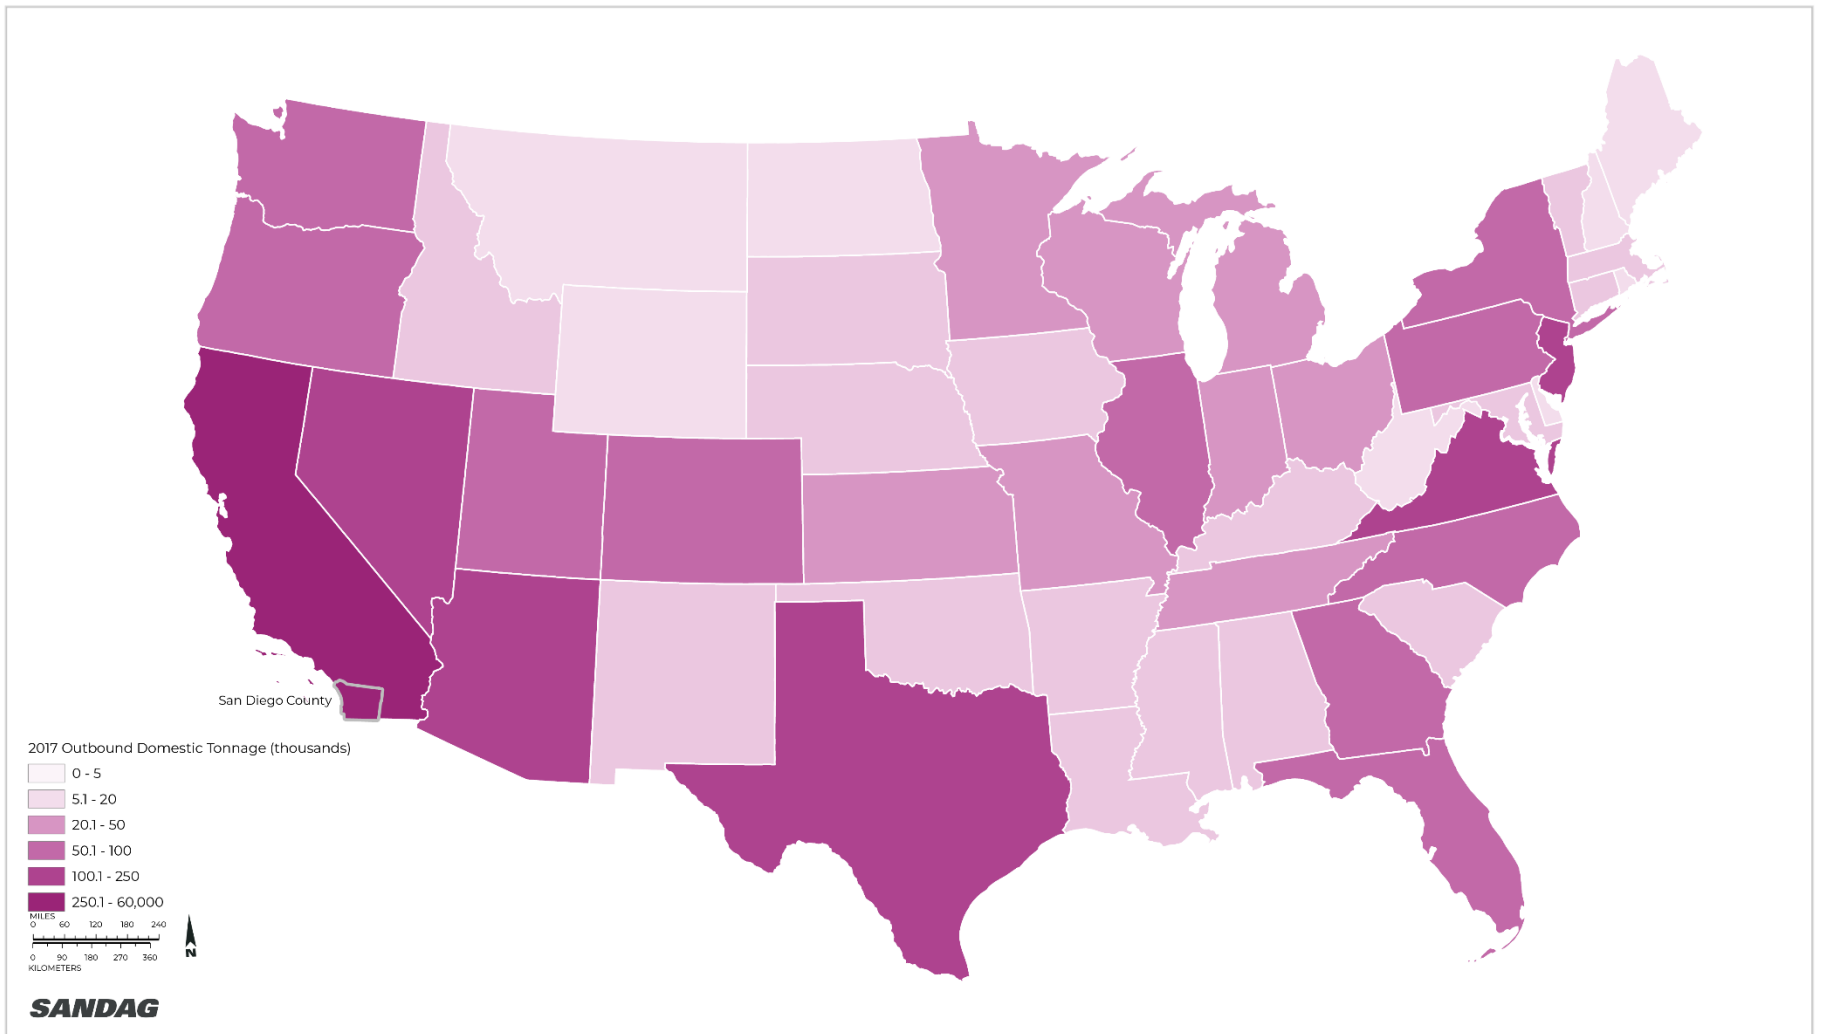 San Diego County
2017 Outbound Domestic Tonnage (thousands)
0 - 5
5.1 - 20
20.1 - 50
50.1 - 100
100.1 - 250
250.1 - 60,000
MILES
0 60 120 180 240
0 90 180 270 360
KILOMETERS
N
SANDAG